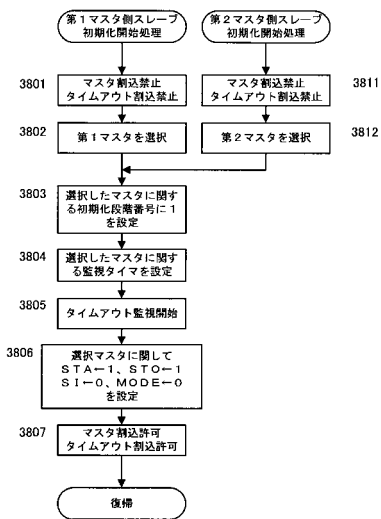 第1マスタ側スレーブ
初期化開始処理
第2マスタ側スレーブ
初期化開始処理
3801
マスタ割込禁止
タイムアウト割込禁止
マスタ割込禁止
タイムアウト割込禁止
3811
3802
第1マスタを選択
第2マスタを選択
3812
3803
選択したマスタに関す
る初期化段階番号に1
を設定
3804
選択したマスタに関す
る監視タイマを設定
3805
タイムアウト監視開始
3806
選択マスタに関して
STA←1、STO←1
SI←0、MODE←0
を設定
3807
マスタ割込許可
タイムアウト割込許可
復帰